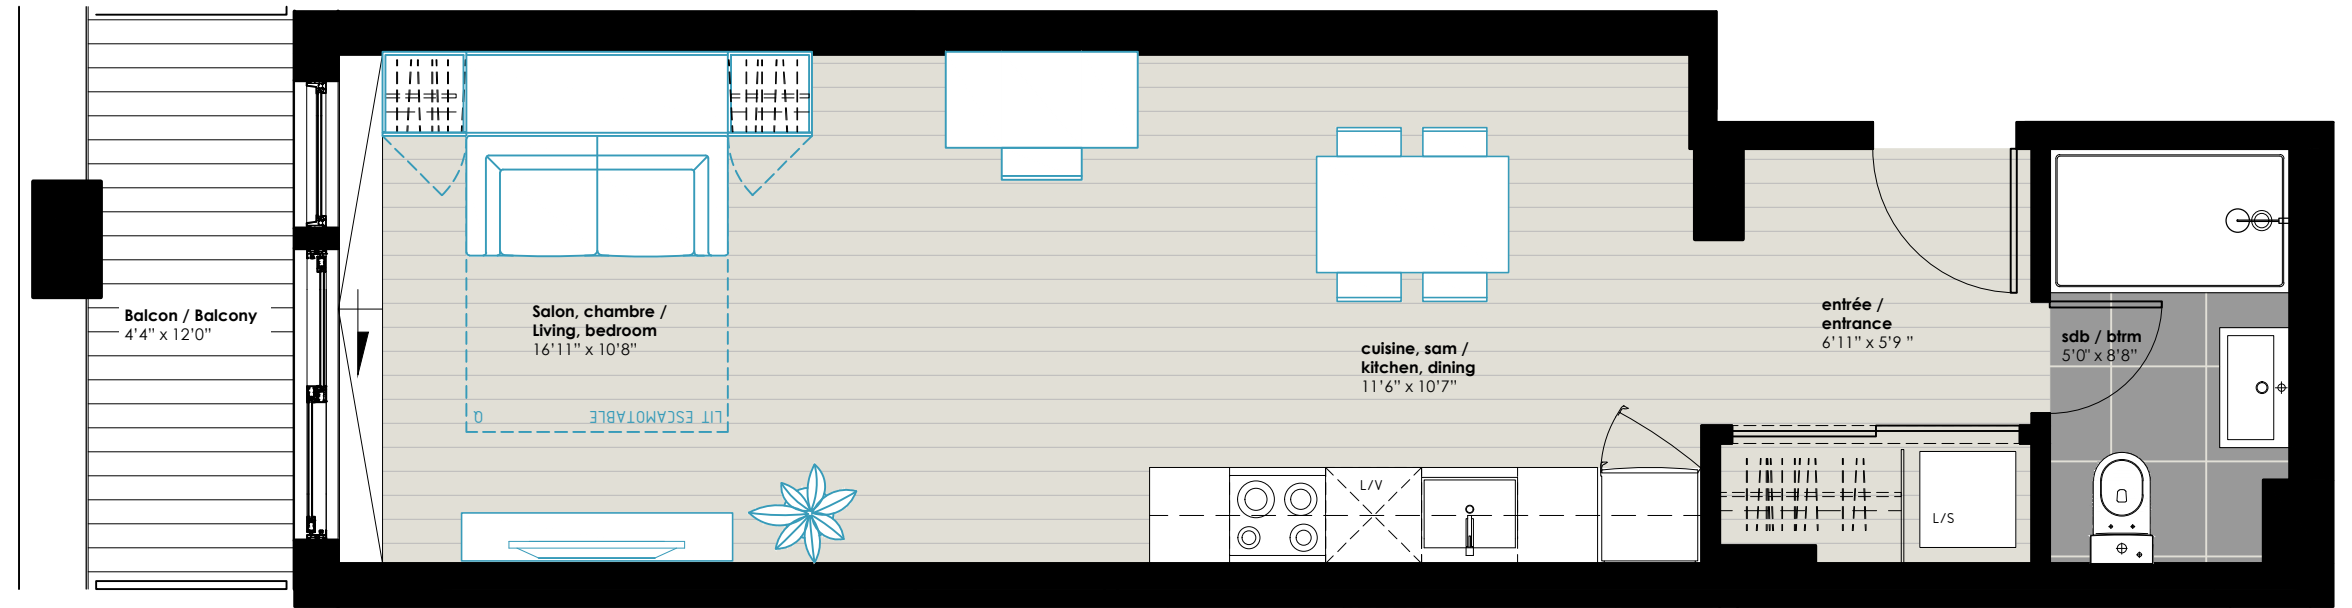 Balcon / Balcony
4'4" x 12'0"
Salon, chambre /
Living, bedroom
16'11" x 10'8"
LIT ESCAMOTABLE
Q
cuisine, sam /
kitchen, dining
11'6" x 10'7"
L/V
entrée /
entrance
6'11" x 5'9 "
L/S
sdb / btrm
5'0" x 8'8"